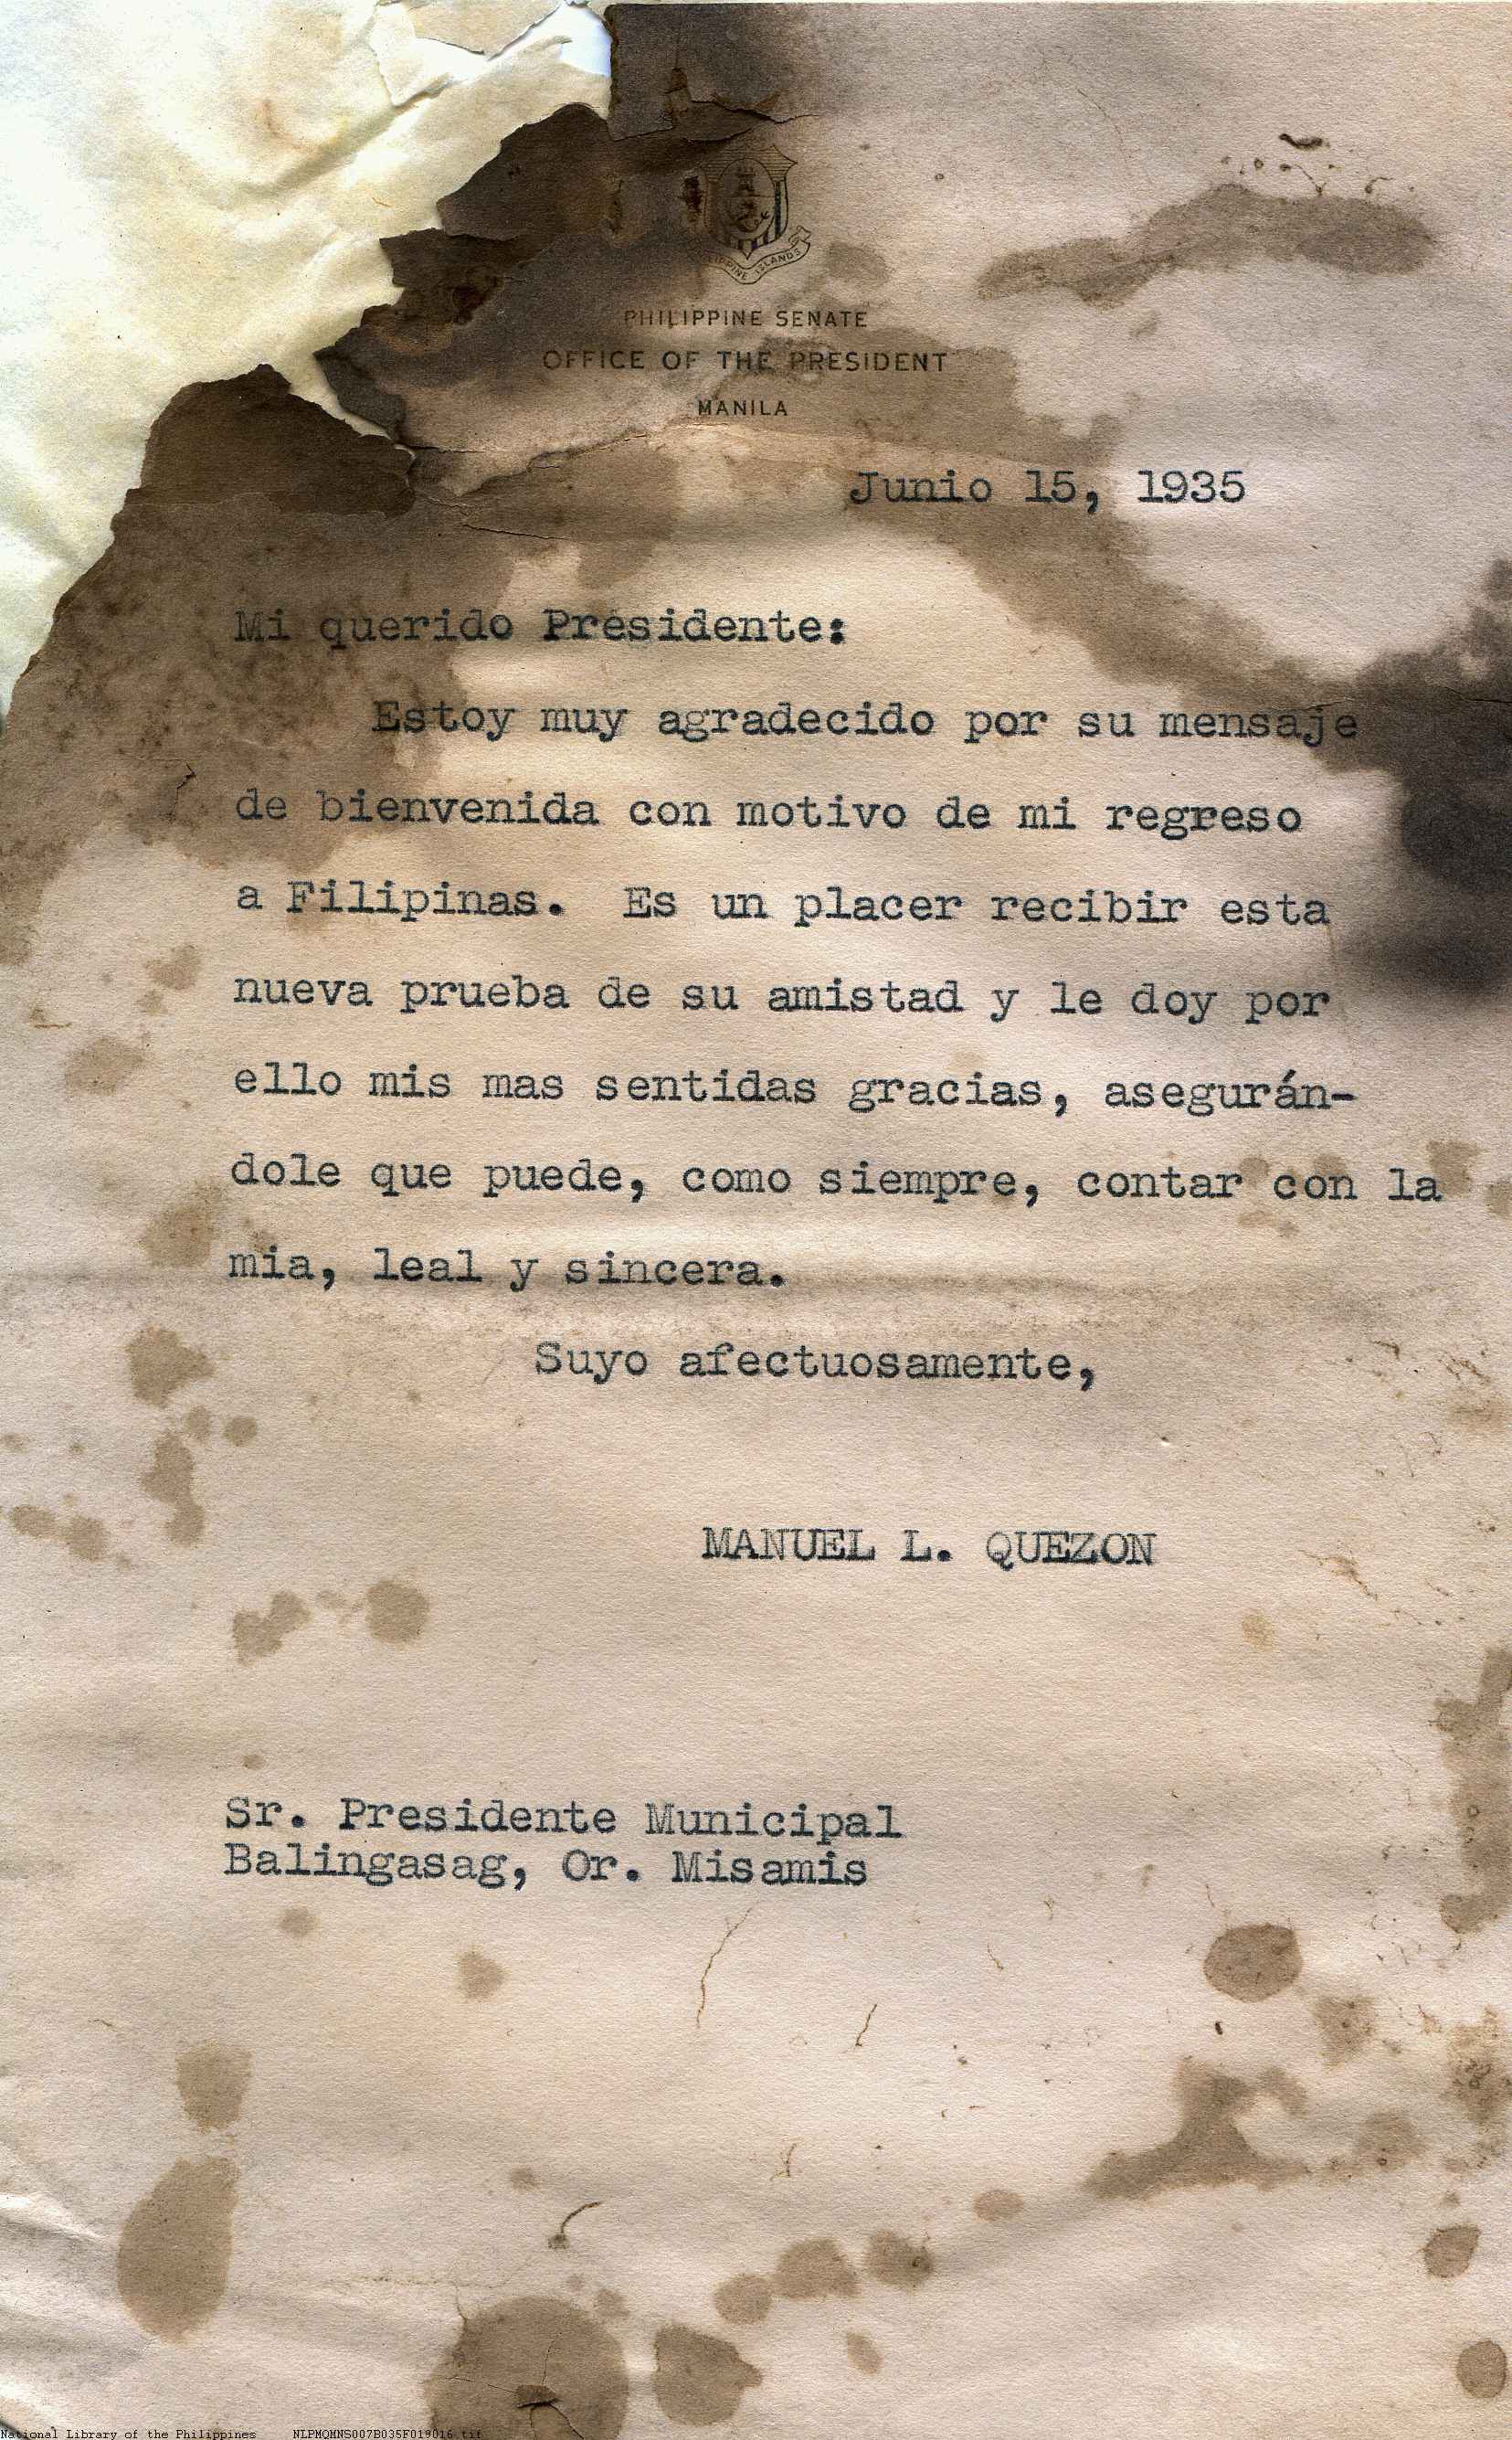 PHILIPPINE ISLANDS
PHILIPPINE SENATE
OFFICE OF THE PRESIDENT
MANILA
Junio 15, 1935
Mi querido Presidente:
Estoy muy agradecido por su mensaje
de bienvenida con motivo de mi regreso
a Filipinas. Es un placer recibir esta
nueva prueba de su amistad y le doy por
ello mis mas sentidas gracias, asegurán-
dole que puede, como siempre, contar con la
mia, leal y sincera.
Suyo afectuosamente,
MANUEL L. QUEZON
Sr. Presidente Municipal
Balingasag, Or. Misamis
National Library of the Philippines NLPMQMNS007B035F019016.tif